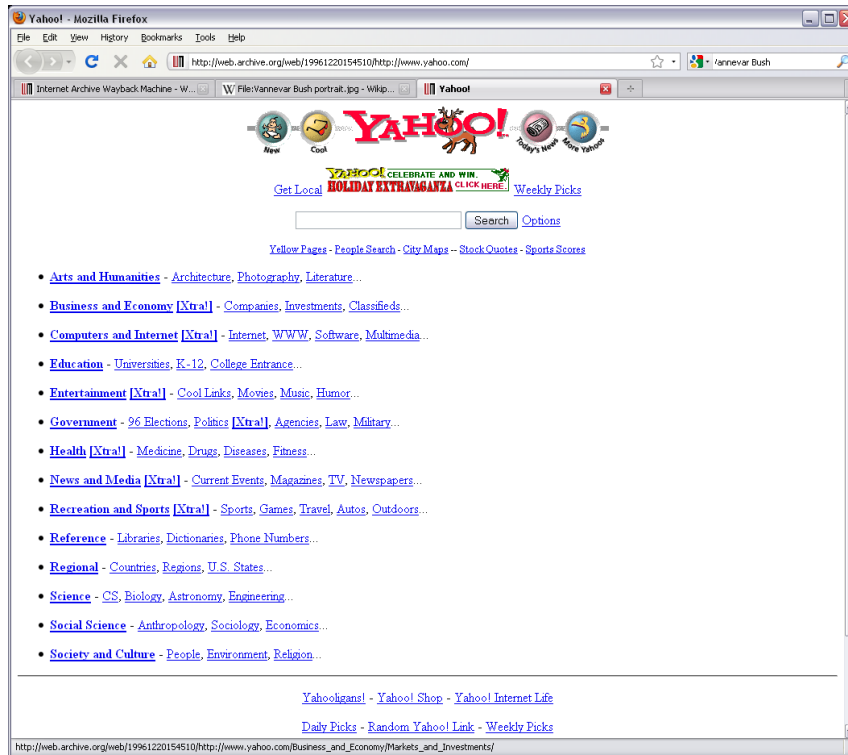 Yahoo! - Mozilla Firefox
File Edit View History Bookmarks Tools Help
http://web.archive.org/web/19961220154510/http://www.yahoo.com/ annevar Bush
Internet Archive Wayback Machine - W... File:Vannevar Bush portrait.jpg - Wikip... Yahoo!
YAHOO!
New Cool Today's News More Yahoos
YAHOO! CELEBRATE AND WIN.
Get Local HOLIDAY EXTRAVAGANZA CLICK HERE. Weekly Picks
Search Options
Yellow Pages - People Search - City Maps -- Stock Quotes - Sports Scores
Arts and Humanities - Architecture, Photography, Literature...
Business and Economy [Xtra!] - Companies, Investments, Classifieds...
Computers and Internet [Xtra!] - Internet, WWW, Software, Multimedia...
Education - Universities, K-12, College Entrance...
Entertainment [Xtra!] - Cool Links, Movies, Music, Humor...
Government - 96 Elections, Politics [Xtra!], Agencies, Law, Military...
Health [Xtra!] - Medicine, Drugs, Diseases, Fitness...
News and Media [Xtra!] - Current Events, Magazines, TV, Newspapers...
Recreation and Sports [Xtra!] - Sports, Games, Travel, Autos, Outdoors...
Reference - Libraries, Dictionaries, Phone Numbers...
Regional - Countries, Regions, U.S. States...
Science - CS, Biology, Astronomy, Engineering...
Social Science - Anthropology, Sociology, Economics...
Society and Culture - People, Environment, Religion...
Yahooligans! - Yahoo! Shop - Yahoo! Internet Life
Daily Picks - Random Yahoo! Link - Weekly Picks
http://web.archive.org/web/19961220154510/http://www.yahoo.com/Business_and_Economy/Markets_and_Investments/